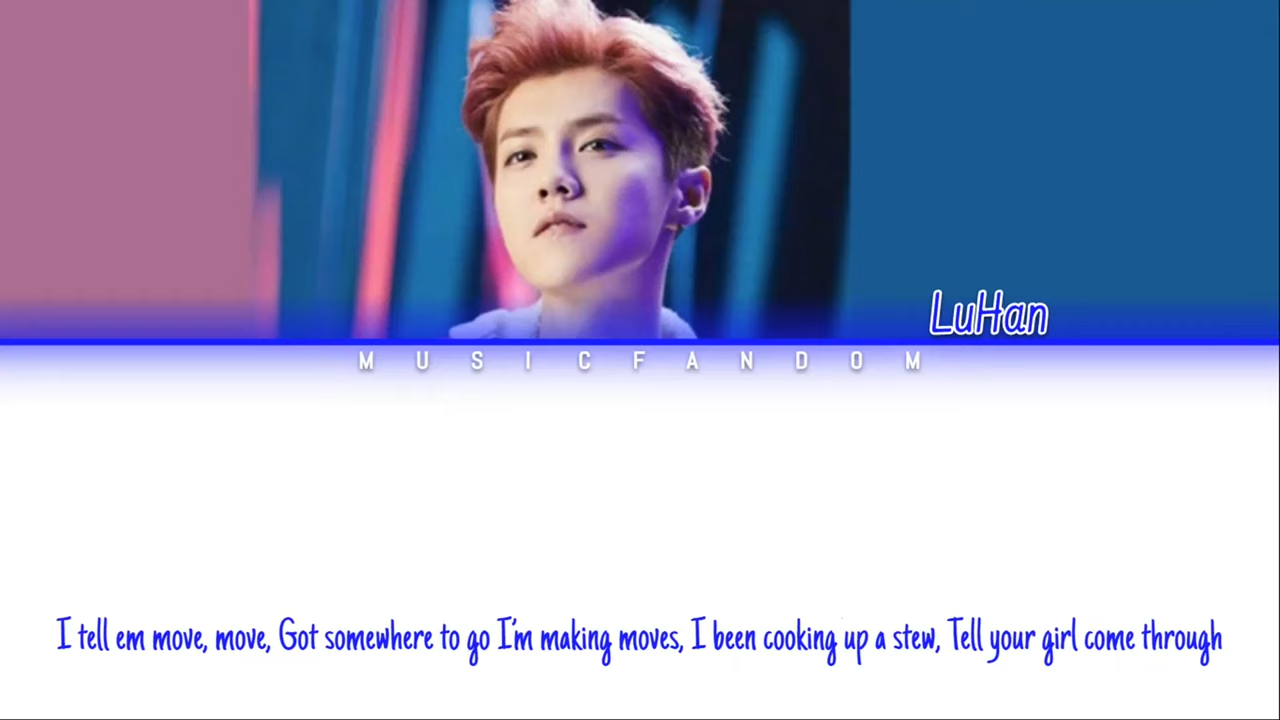 LuHan
MUSICFANDOM
I tell em move, move, Got somewhere to go I'm making moves, I been cooking up a stew, Tell your girl come through